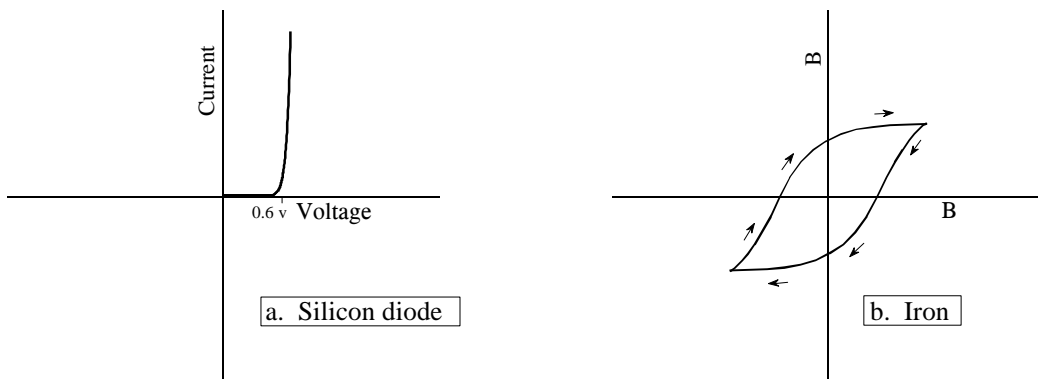 Current
0.6 v
Voltage
a. Silicon diode
B
B
b. Iron